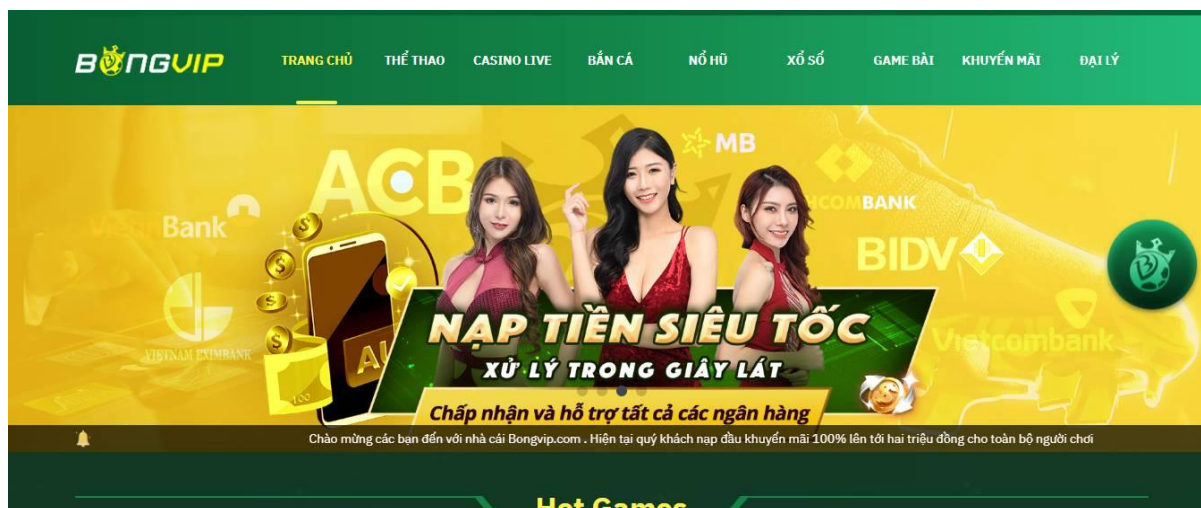 BONGVIP
TRANG CHỦ THỂ THAO CASINO LIVE BẮN CÁ NỔ HŨ XỔ SỐ GAME BÀI KHUYẾN MÃI ĐẠI LÝ
ACB
MB
VietinBank
BANK
BIDV
VIETNAM EXIMBANK
Vietcombank
NẠP TIỀN SIÊU TỐC
XỬ LÝ TRONG GIÂY LÁT
Chấp nhận và hỗ trợ tất cả các ngân hàng
100
Chào mừng các bạn đến với nhà cái Bongvip.com . Hiện tại quý khách nạp đầu khuyến mãi 100% lên tới hai triệu đồng cho toàn bộ người chơi
Hot Games